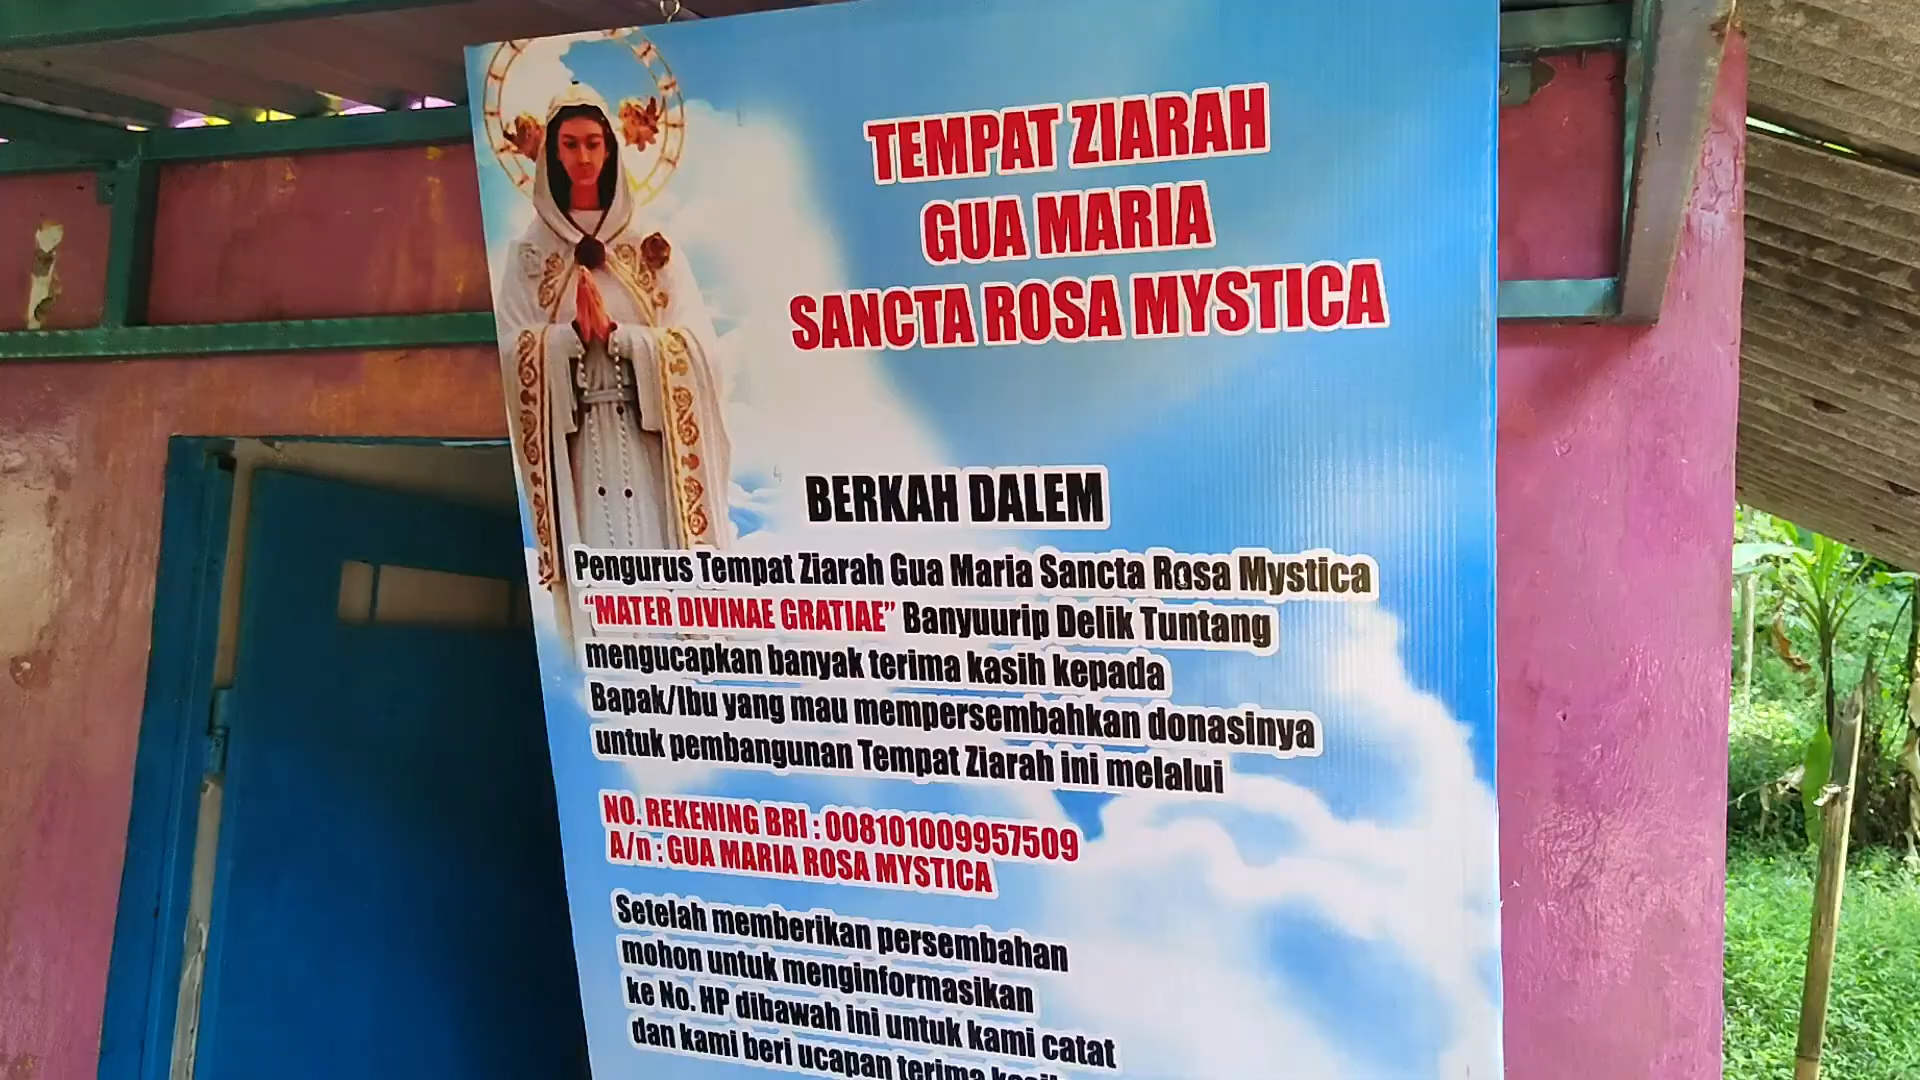 TEMPAT ZIARAH
GUA MARIA
SANCTA ROSA MYSTICA
BERKAH DALEM
Pengurus Tempat Ziarah Gua Maria Sancta Rosa Mystica
“MATER DIVINAE GRATIAE” Banyuurip Delik Tuntang
mengucapkan banyak terima kasih kepada
Bapak/Ibu yang mau mempersembahkan donasinya
untuk pembangunan Tempat Ziarah ini melalui
NO. REKENING BRI : 008101009957509
A/n : GUA MARIA ROSA MYSTICA
Setelah memberikan persembahan
mohon untuk menginformasikan
ke No. HP dibawah ini untuk kami catat
dan kami beri ucapan terima